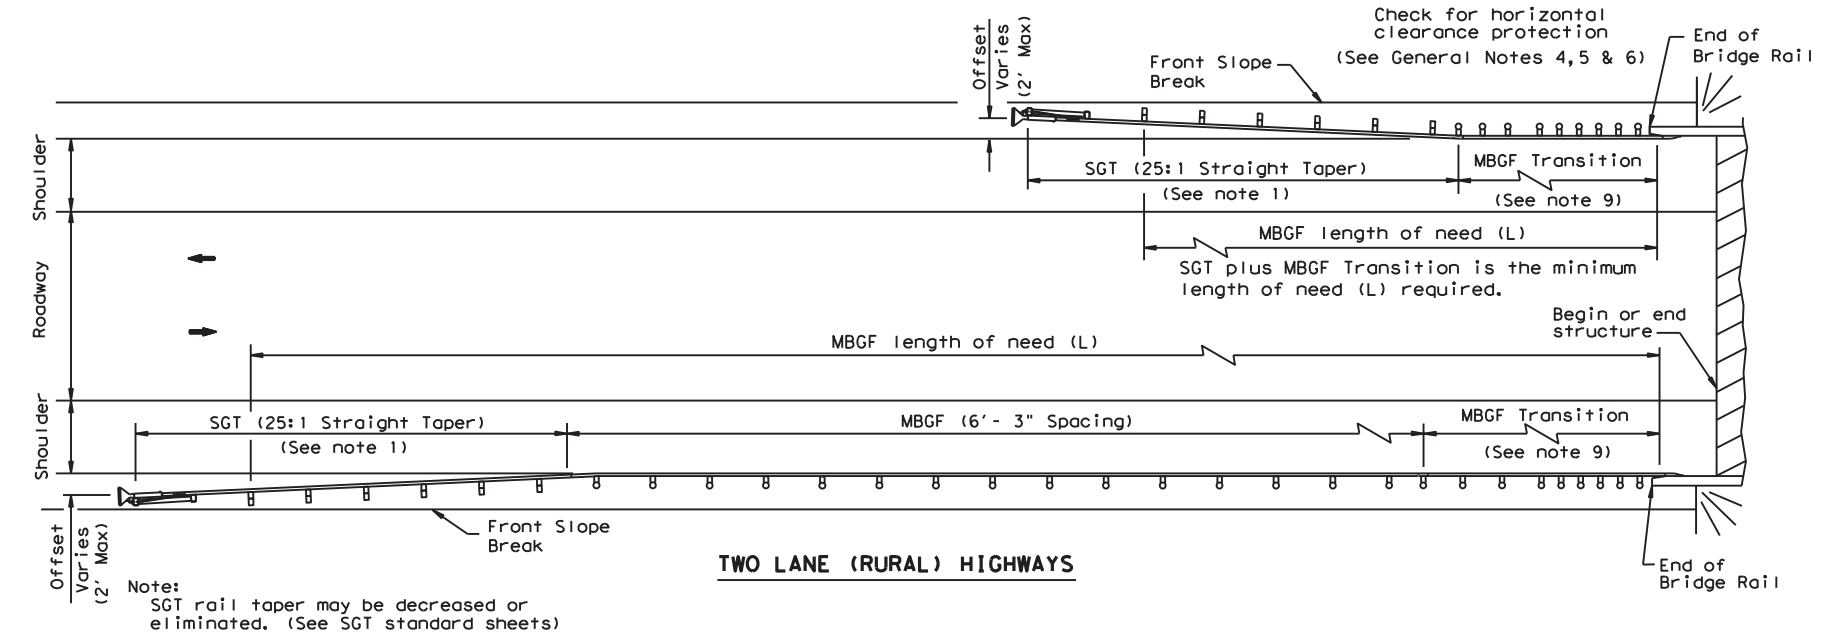 Check for horizontal
clearance protection
(See General Notes 4,5 & 6)
End of
Bridge Rail
Offset
Varies
(2' Max)
Front Slope
Break
Shoulder
SGT (25:1 Straight Taper)
(See note 1)
MBGF Transition
(See note 9)
MBGF length of need (L)
SGT plus MBGF Transition is the minimum
length of need (L) required.
Roadway
Begin or end
structure
MBGF length of need (L)
Shoulder
SGT (25:1 Straight Taper)
(See note 1)
MBGF (6'- 3" Spacing)
MBGF Transition
(See note 9)
Offset
Varies
(2' Max)
Front Slope
Break
End of
Bridge Rail
TWO LANE (RURAL) HIGHWAYS
Note:
SGT rail taper may be decreased or
eliminated. (See SGT standard sheets)